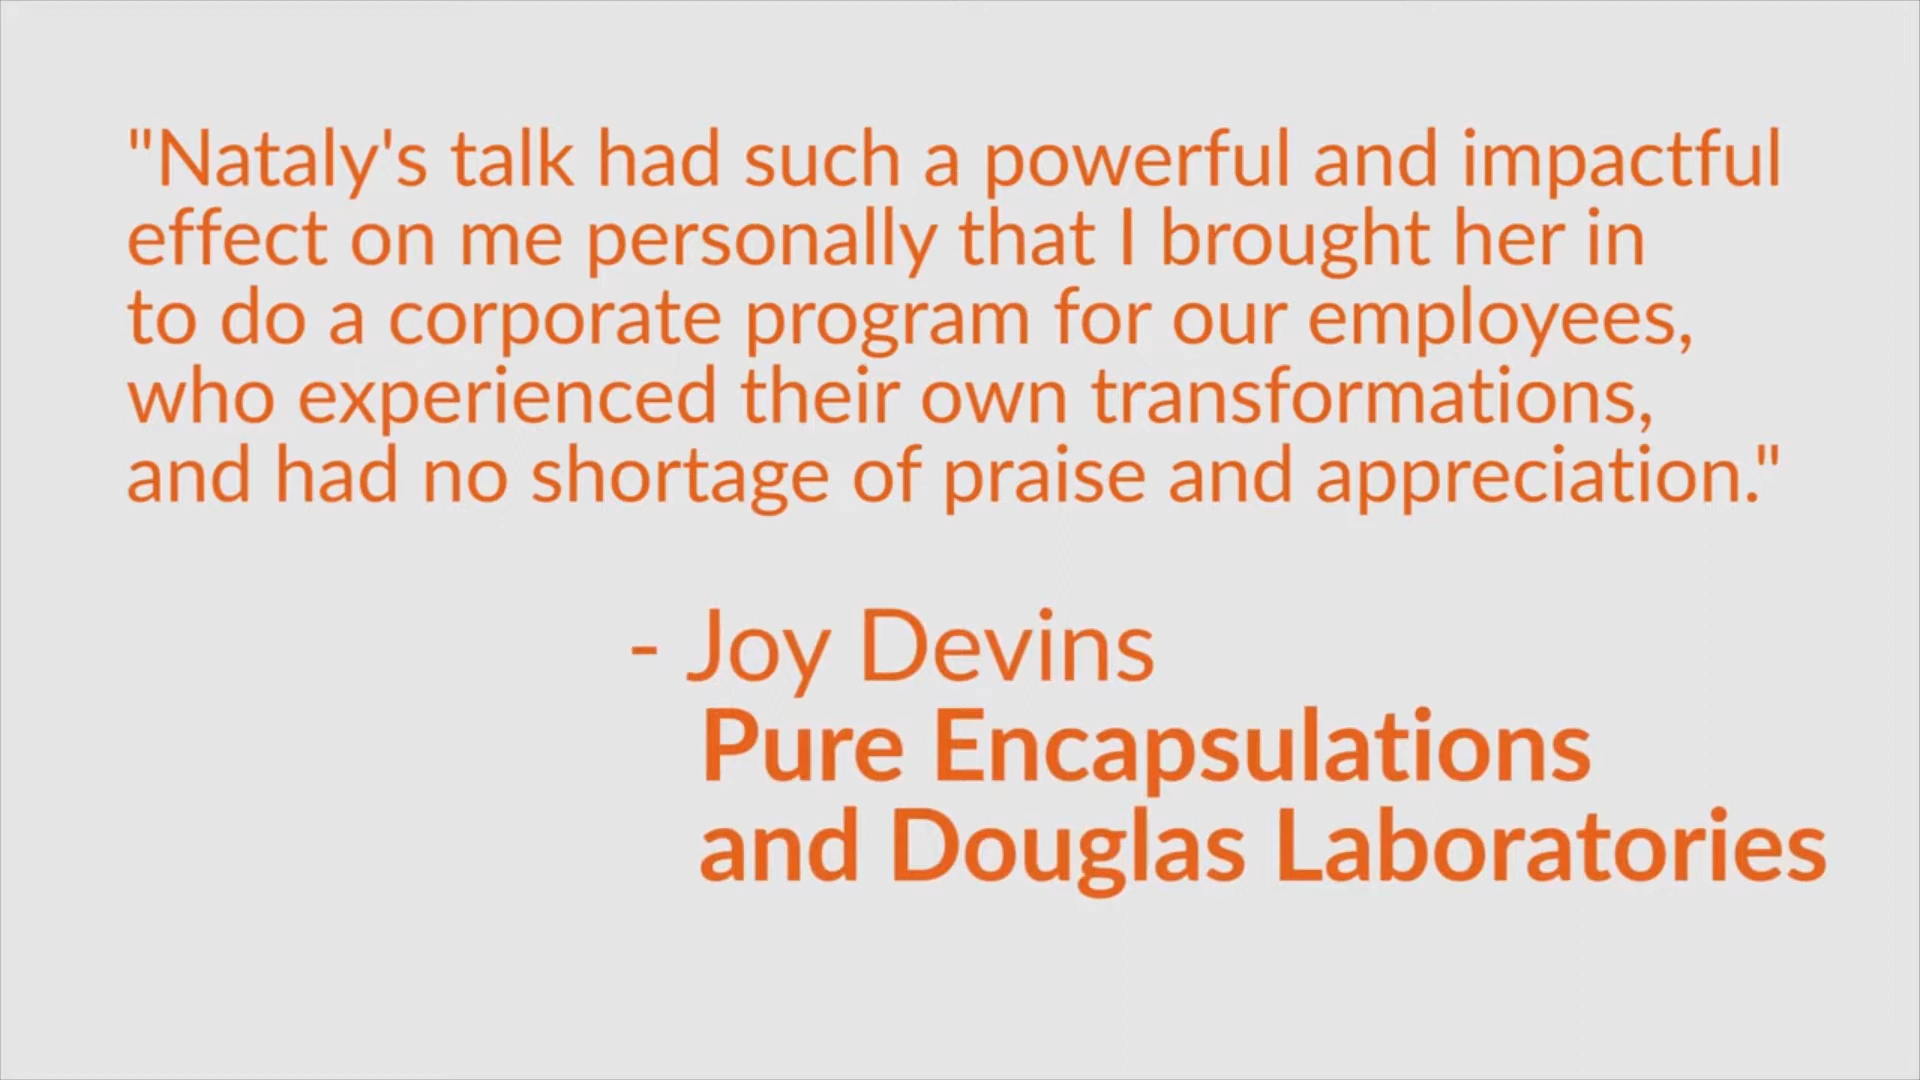 "Nataly's talk had such a powerful and impactful
effect on me personally that I brought her in
to do a corporate program for our employees,
who experienced their own transformations,
and had no shortage of praise and appreciation."
- Joy Devins
Pure Encapsulations
and Douglas Laboratories